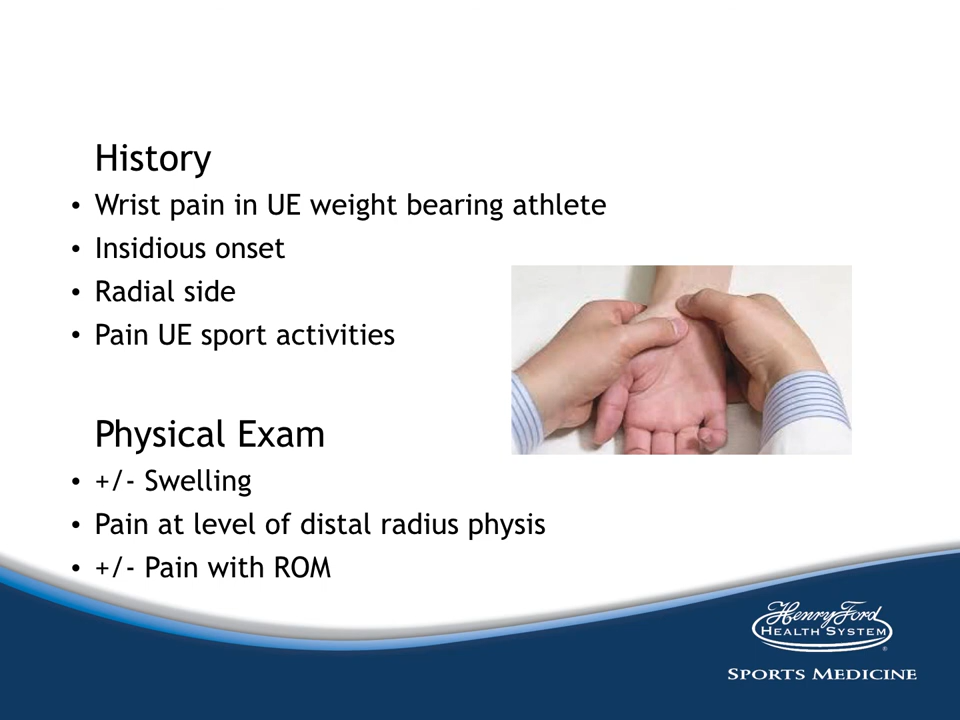 History
• Wrist pain in UE weight bearing athlete
• Insidious onset
• Radial side
• Pain UE sport activities
Physical Exam
• +/- Swelling
• Pain at level of distal radius physis
• +/- Pain with ROM
Henry Ford
HEALTH SYSTEM
®
SPORTS MEDICINE